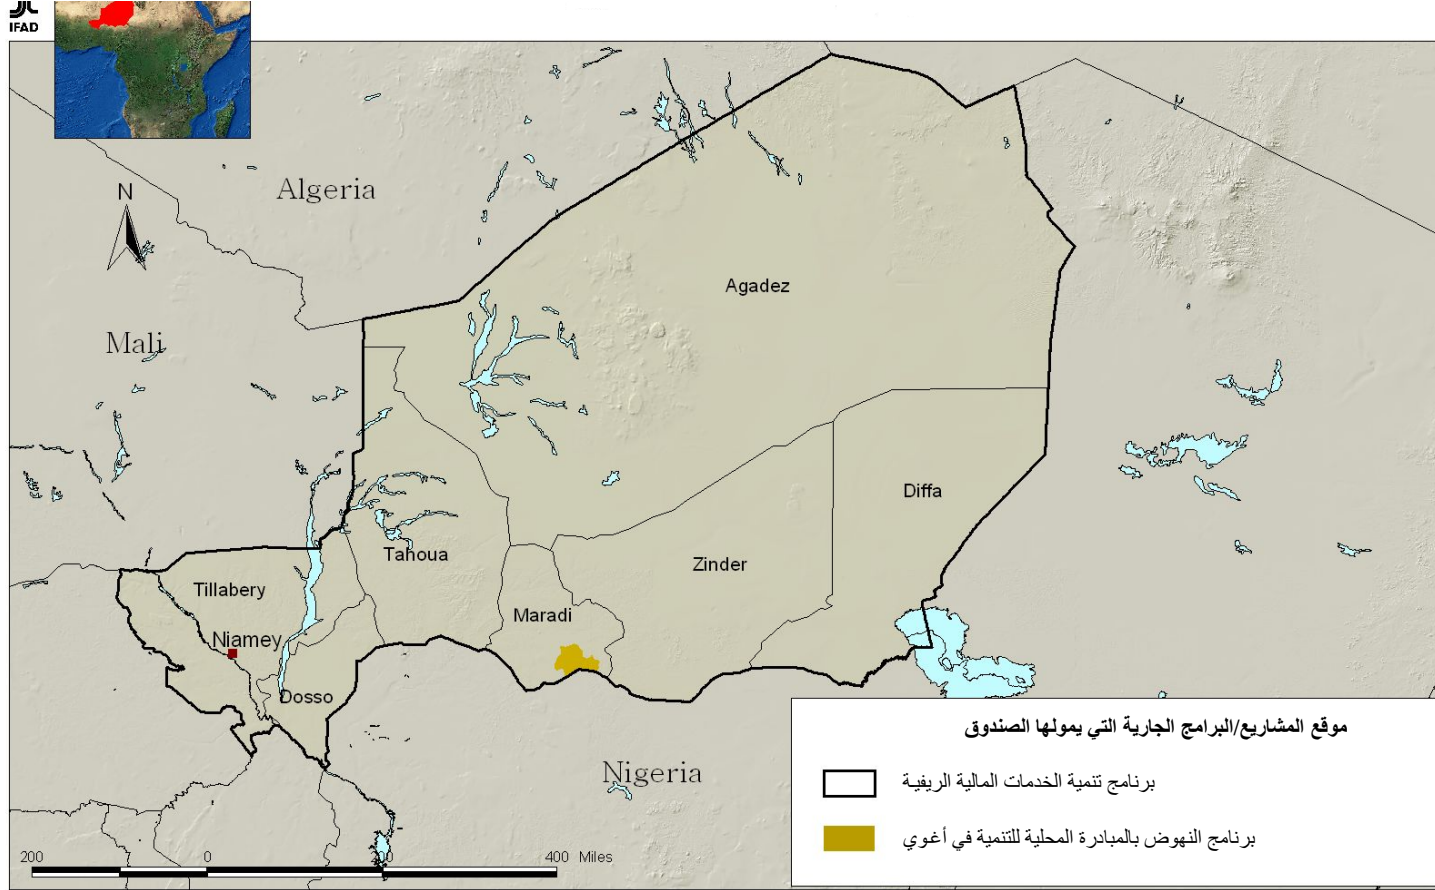 IFAD
N
Algeria
Mali
Agadez
Diffa
Tahoua
Zinder
Tillabery
Maradi
Niamey
Dosso
Nigeria
موقع المشاريع/البرامج الجارية التي يمولها الصندوق
برنامج تنمية الخدمات المالية الريفية
برنامج النهوض بالمبادرة المحلية للتنمية في أغوي
200 0 400 Miles